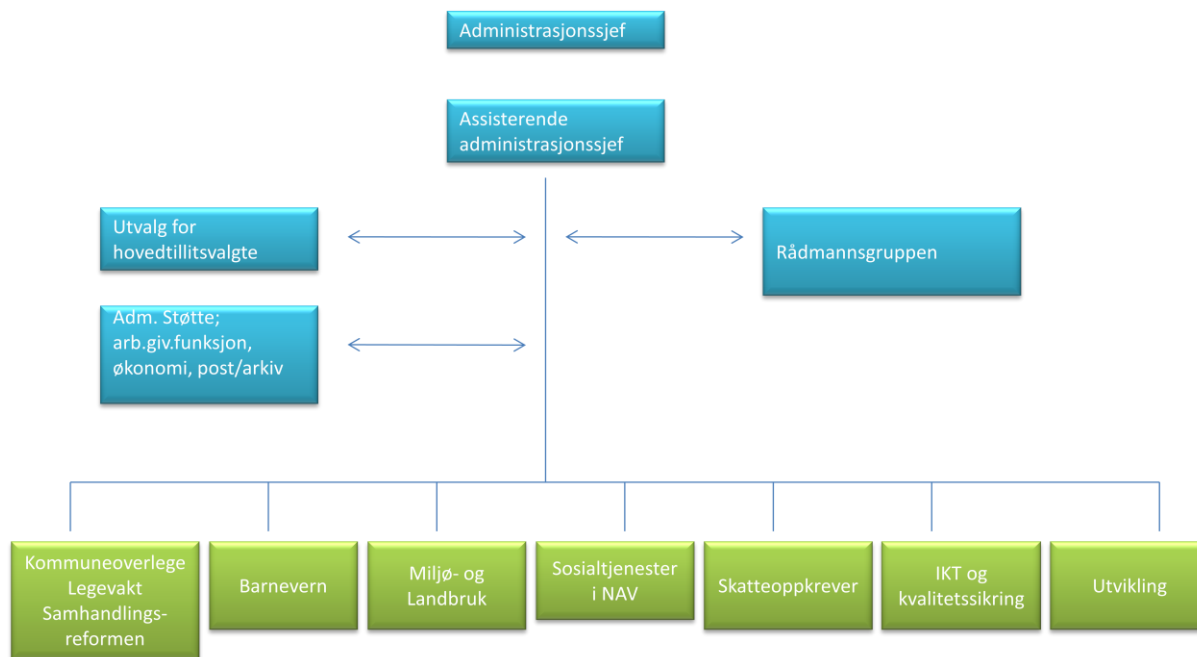 Administrasjonssjef
Assisterende
administrasjonssjef
Utvalg for
hovedtillitsvalgte
Rådmannsgruppen
Adm. Støtte;
arb.giv.funksjon,
økonomi, post/arkiv
Kommuneoverlege
Legevakt
Samhandlings-
reformen
Barnevern
Miljø- og
Landbruk
Sosialtjenester
i NAV
Skatteoppkrever
IKT og
kvalitetssikring
Utvikling